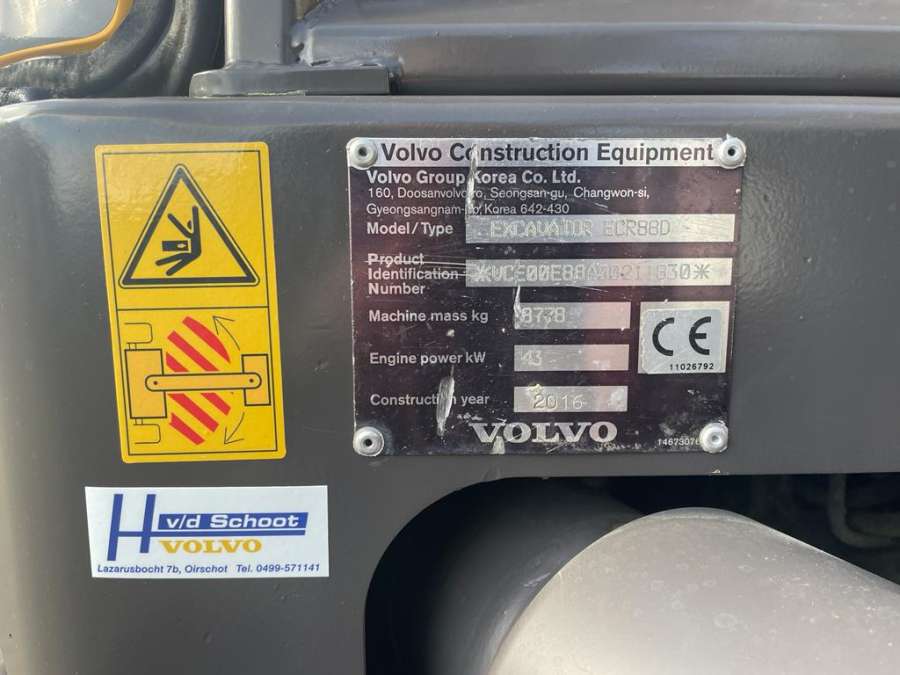 Volvo Construction Equipment
Volvo Group Korea Co. Ltd.
160, Doosanvolvo-ro, Seongsan-gu, Changwon-si,
Gyeongsangnam-do, Korea 642-430
Model/Type EXCAVATOR ECR88D
Product
Identification
Number
Machine mass kg 8738
Engine power kW 43
Construction year 2016
CE
11026792
VOLVO
H v/d Schoot
VOLVO
Lazarusbocht 7b, Oirschot Tel. 0499-571141